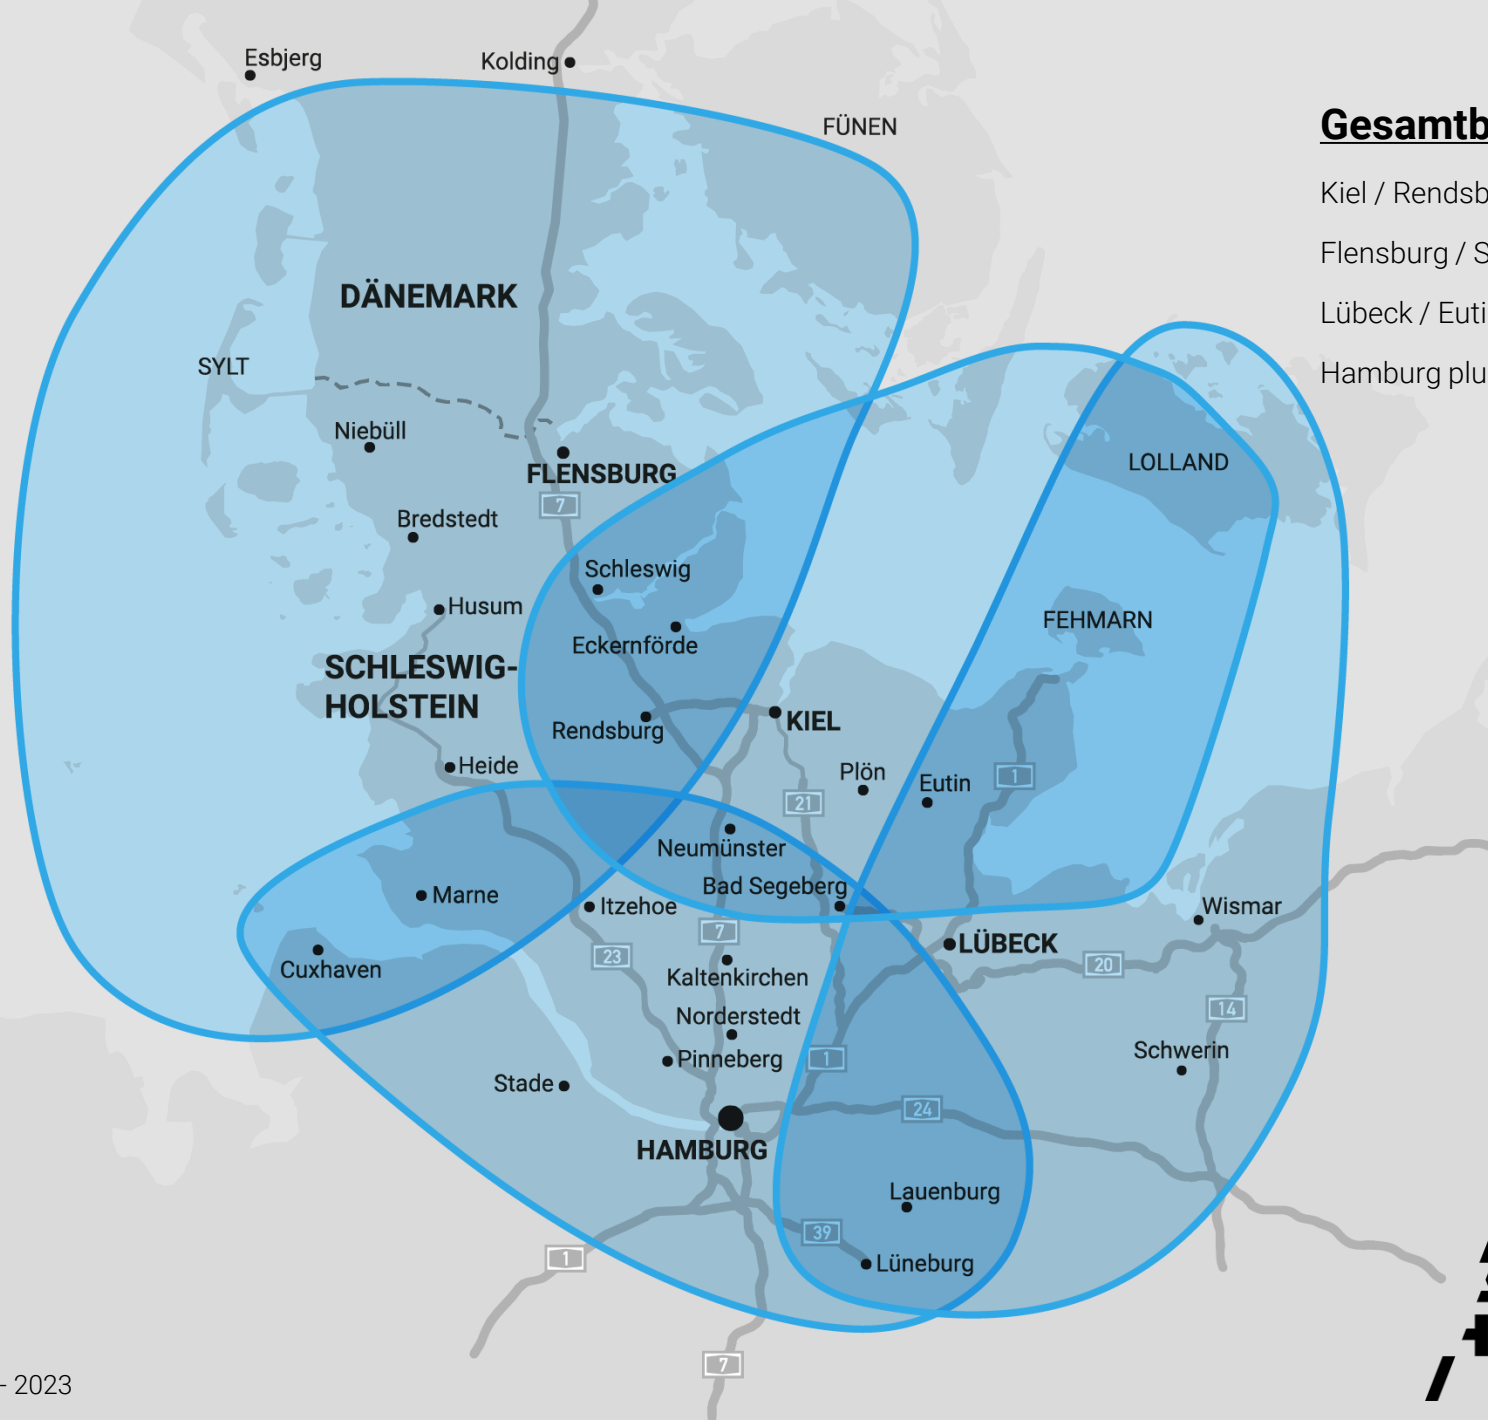 Esbjerg
Kolding
FÜNEN
Gesamtb
Kiel / Rendsb
Flensburg / S
DÄNEMARK
Lübeck / Euti
SYLT
Hamburg plu
Niebüll
LOLLAND
FLENSBURG
7
Bredstedt
Schleswig
Husum
FEHMARN
Eckernförde
SCHLESWIG-
HOLSTEIN
KIEL
Rendsburg
Heide
Plön
1
Eutin
21
Neumünster
Bad Segeberg
Marne
Itzehoe
Wismar
7
LÜBECK
23
20
Cuxhaven
Kaltenkirchen
14
Norderstedt
Schwerin
Pinneberg
1
Stade
24
HAMBURG
Lauenburg
39
1
Lüneburg
7
- 2023